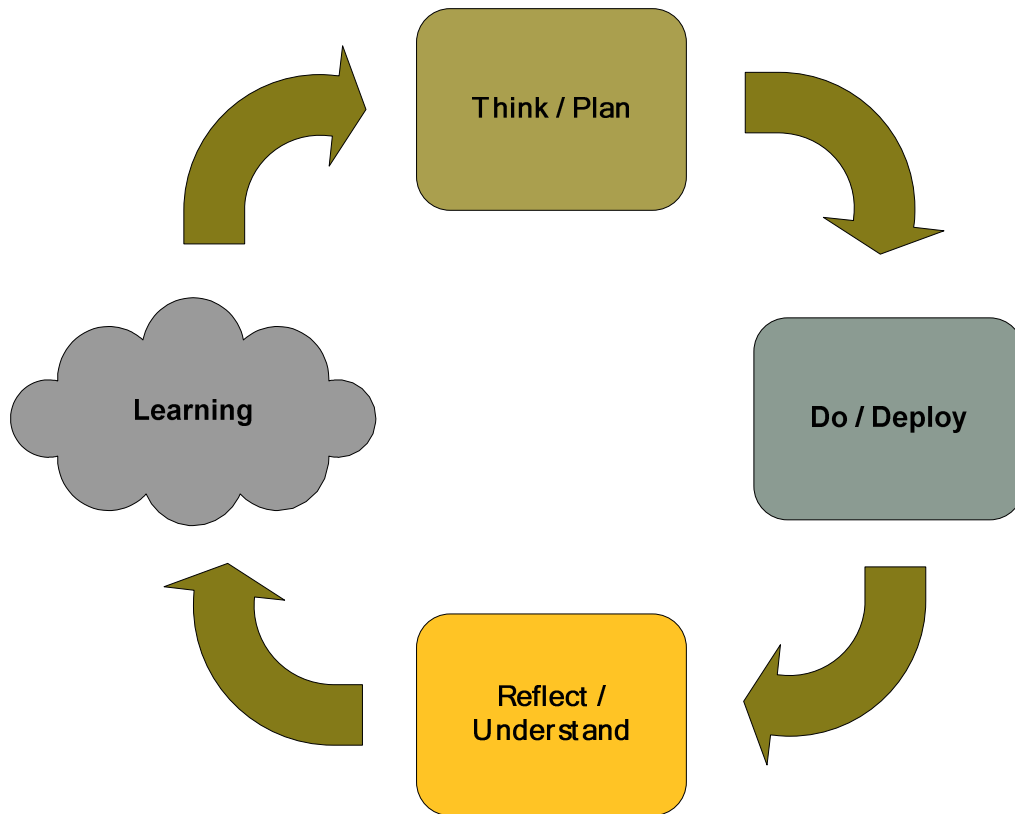 Think / Plan
Learning
Do / Deploy
Reflect /
Understand